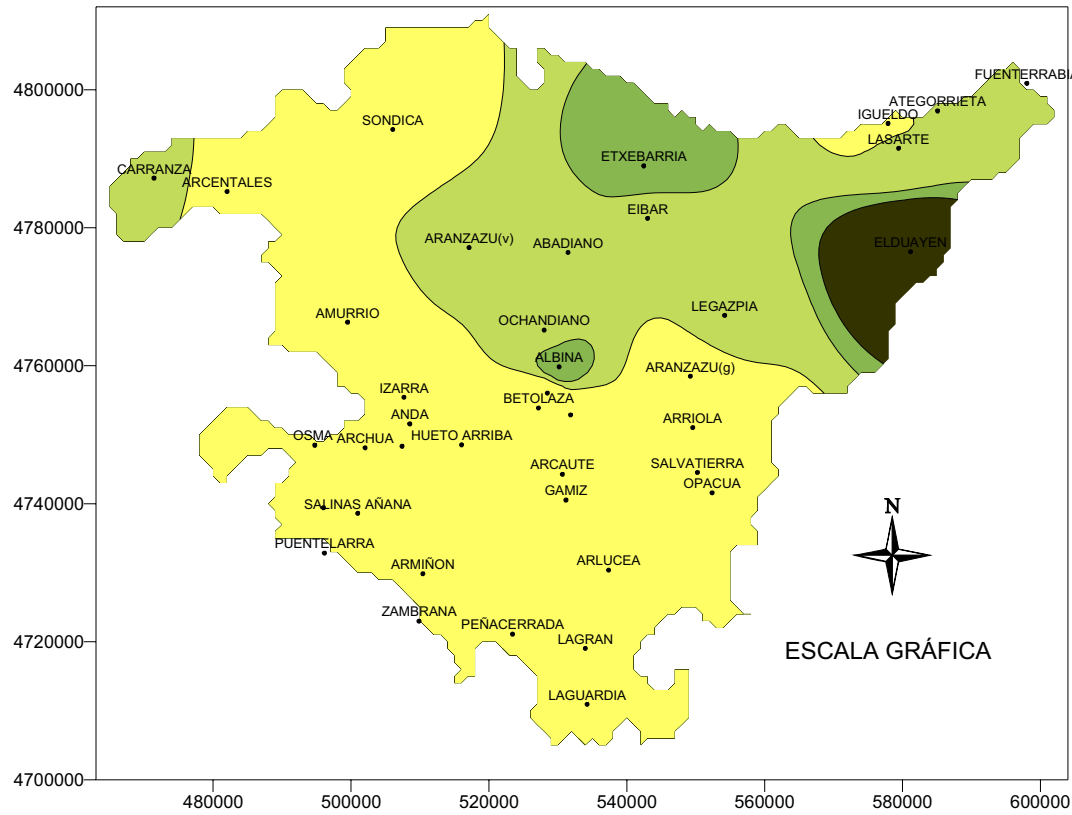 4800000
4780000
4760000
4740000
4720000
4700000
FUENTERRABIA
ATEGORRIETA
IGUELDO
SONDICA
LASARTE
ETXEBARRIA
CARRANZA
ARCENTALES
EIBAR
ARANZAZU(v)
ABADIANO
ELDUAYEN
LEGAZPIA
AMURRIO
OCHANDIANO
ALBINA
ARANZAZU(g)
IZARRA
BETOLAZA
ANDA
ARRIOLA
OSMA
ARCHUA
HUETO ARRIBA
ARCAUTE
SALVATIERRA
GAMIZ
OPACUA
SALINAS AÑANA
N
PUENTELARRA
ARMIÑON
ARLUCEA
ZAMBRANA
PEÑACERRADA
LAGRAN
ESCALA GRÁFICA
LAGUARDIA
480000
500000
520000
540000
560000
580000
600000